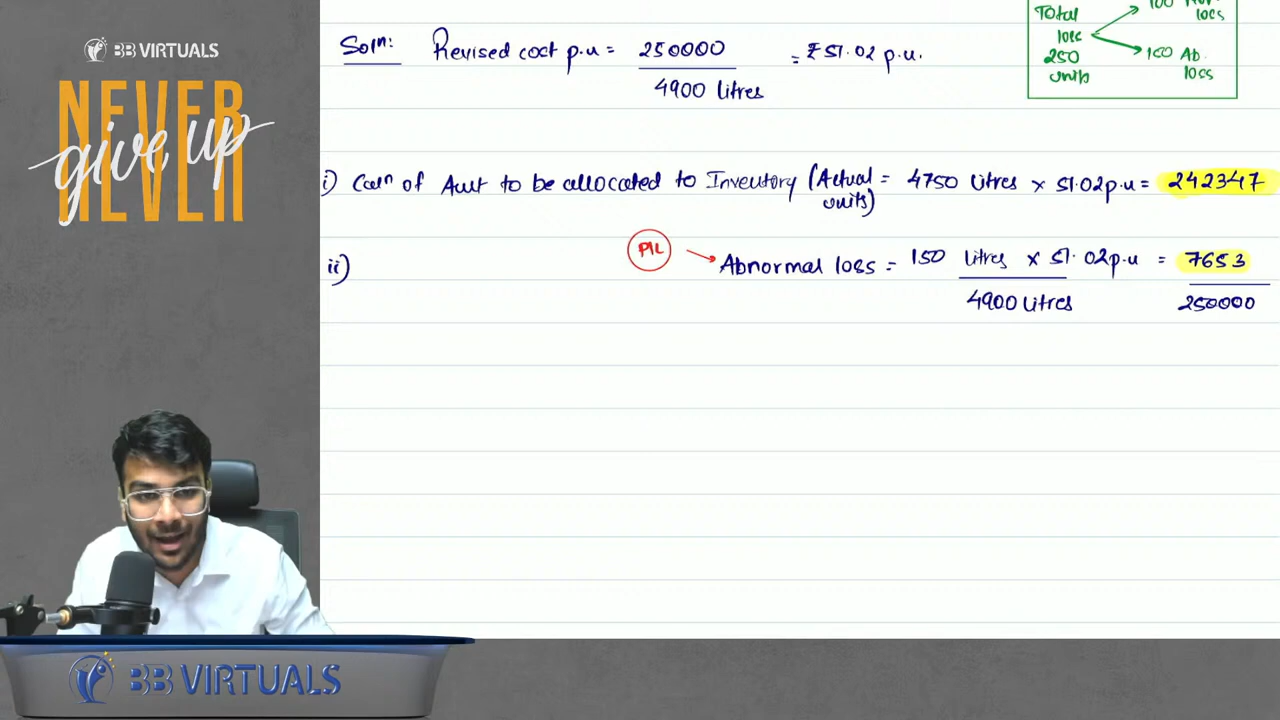 BB VIRTUALS
NEVER
give up
NEVER
Total
loss
250
units
100 Nor.
loss
150 Ab.
loss
Soln: Revised cost p.u = 250000 = ₹51.02 p.u.
4900 litres
i) Caln of Amt to be allocated to Inventory (Actual = 4750 litres × 51.02 p.u = 242347
units)
ii) P/L → Abnormal loss = 150 litres × 51.02 p.u = 7653
4900 litres 250000
BB VIRTUALS